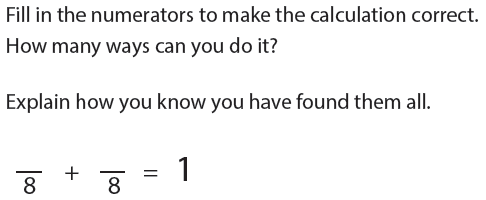 Fill in the numerators to make the calculation correct.
How many ways can you do it?
Explain how you know you have found them all.
― + ― = 1
8 8